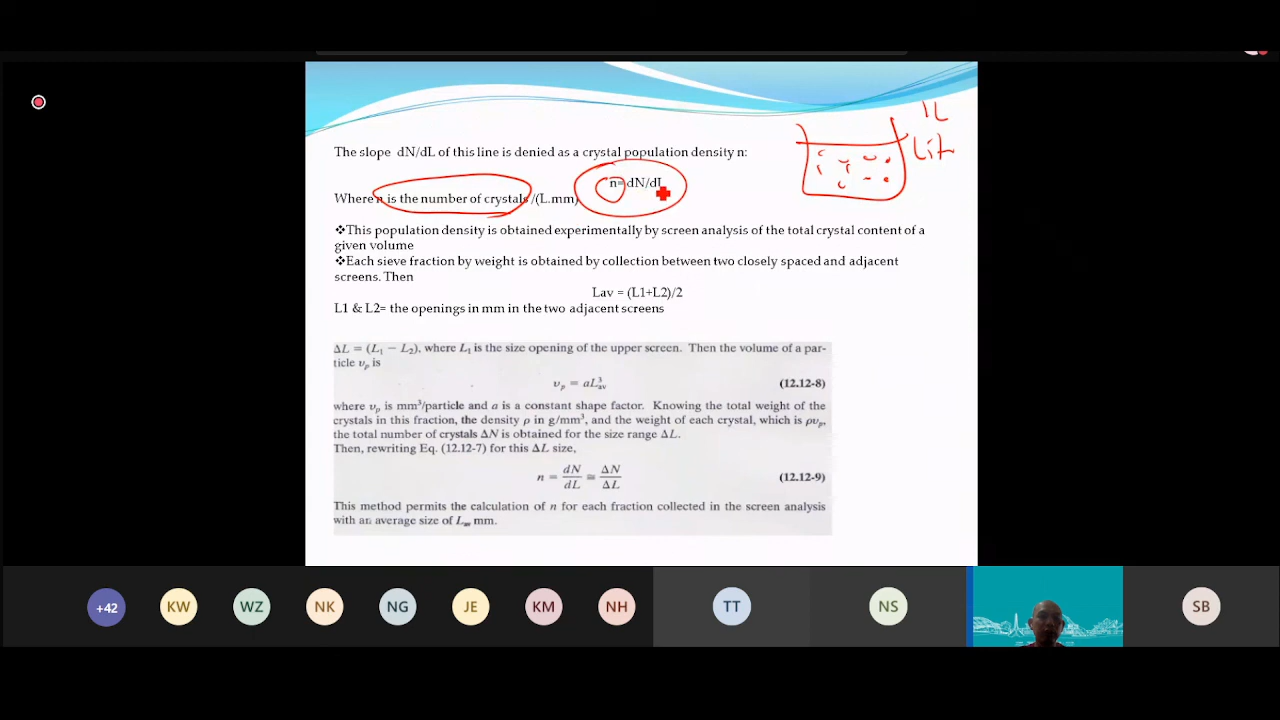 The slope dN/dL of this line is denied as a crystal population density n:
n=dN/dL
Where n is the number of crystals /(L.mm)
❖This population density is obtained experimentally by screen analysis of the total crystal content of a
given volume
❖Each sieve fraction by weight is obtained by collection between two closely spaced and adjacent
screens. Then
Lav = (L1+L2)/2
L1 & L2= the openings in mm in the two adjacent screens
ΔL = (L₁ − L₂), where L₁ is the size opening of the upper screen. Then the volume of a par-
ticle υₚ is
υₚ = aL³ₐᵥ (12.12-8)
where υₚ is mm³/particle and a is a constant shape factor. Knowing the total weight of the
crystals in this fraction, the density ρ in g/mm³, and the weight of each crystal, which is ρυₚ,
the total number of crystals ΔN is obtained for the size range ΔL.
Then, rewriting Eq. (12.12-7) for this ΔL size,
n = dN/dL ≅ ΔN/ΔL (12.12-9)
This method permits the calculation of n for each fraction collected in the screen analysis
with an average size of Lₐᵥ mm.
1L
Lit
+42
KW
WZ
NK
NG
JE
KM
NH
TT
NS
SB